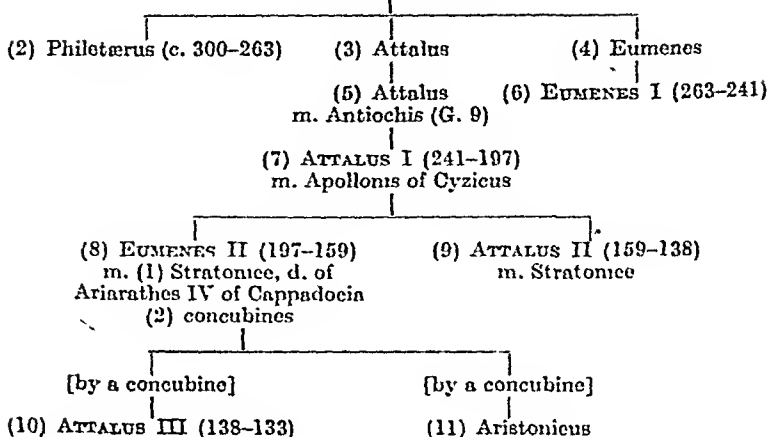 (2) Philetærus (c. 300–263) (3) Attalus (4) Eumenes
(5) Attalus (6) EUMENES I (263–241)
m. Antiochis (G. 9)
(7) ATTALUS I (241–197)
m. Apollonis of Cyzicus
(8) EUMENES II (197–159) (9) ATTALUS II (159–138)
m. (1) Stratonice, d. of m. Stratonice
Ariarathes IV of Cappadocia
(2) concubines
[by a concubine] [by a concubine]
(10) ATTALUS III (138–133) (11) Aristonicus